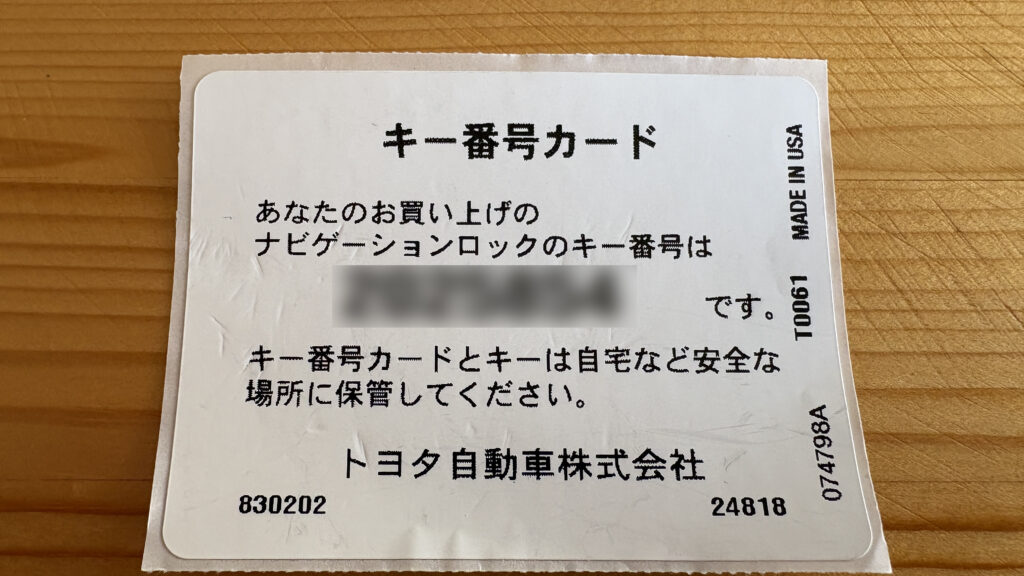 キー番号カード
あなたのお買い上げの
ナビゲーションロックのキー番号は
です。
キー番号カードとキーは自宅など安全な
場所に保管してください。
トヨタ自動車株式会社
830202
24818
074798A T0061 MADE IN USA